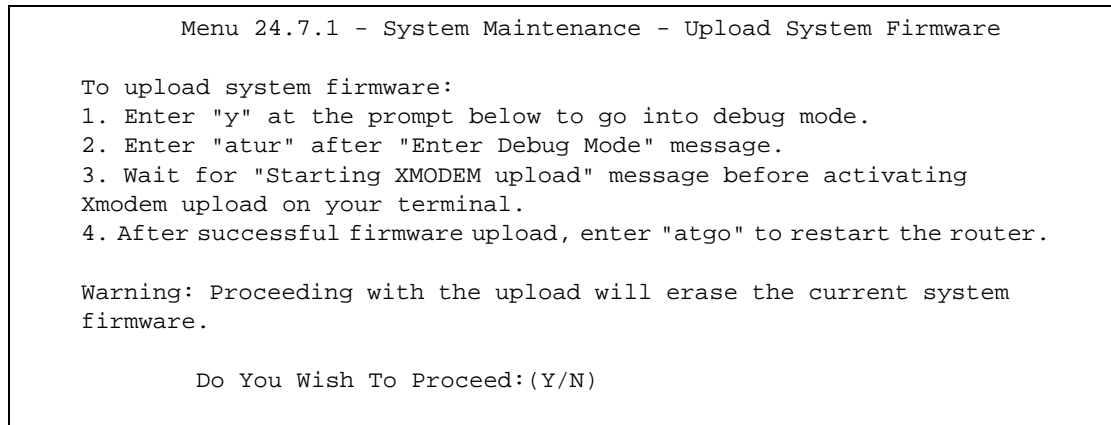 Menu 24.7.1 - System Maintenance - Upload System Firmware
To upload system firmware:
1. Enter "y" at the prompt below to go into debug mode.
2. Enter "atur" after "Enter Debug Mode" message.
3. Wait for "Starting XMODEM upload" message before activating
Xmodem upload on your terminal.
4. After successful firmware upload, enter "atgo" to restart the router.
Warning: Proceeding with the upload will erase the current system
firmware.
Do You Wish To Proceed:(Y/N)